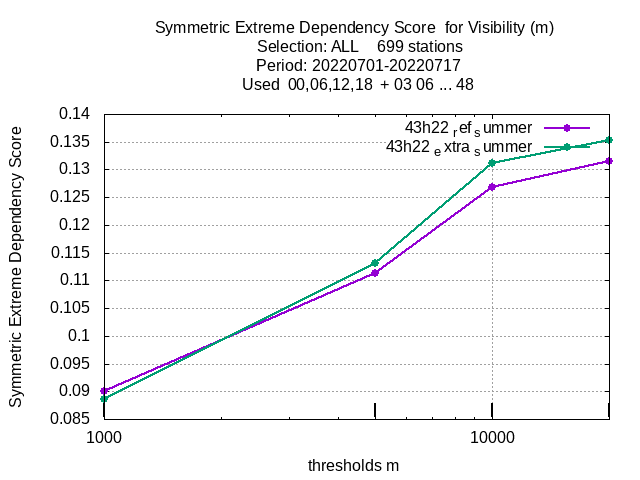 Symmetric Extreme Dependency Score for Visibility (m)
Selection: ALL 699 stations
Period: 20220701-20220717
Used 00,06,12,18 + 03 06 ... 48
Symmetric Extreme Dependency Score
0.14
0.135
0.13
0.125
0.12
0.115
0.11
0.105
0.1
0.095
0.09
0.085
43h22 ref summer
43h22 extra summer
1000
10000
thresholds m